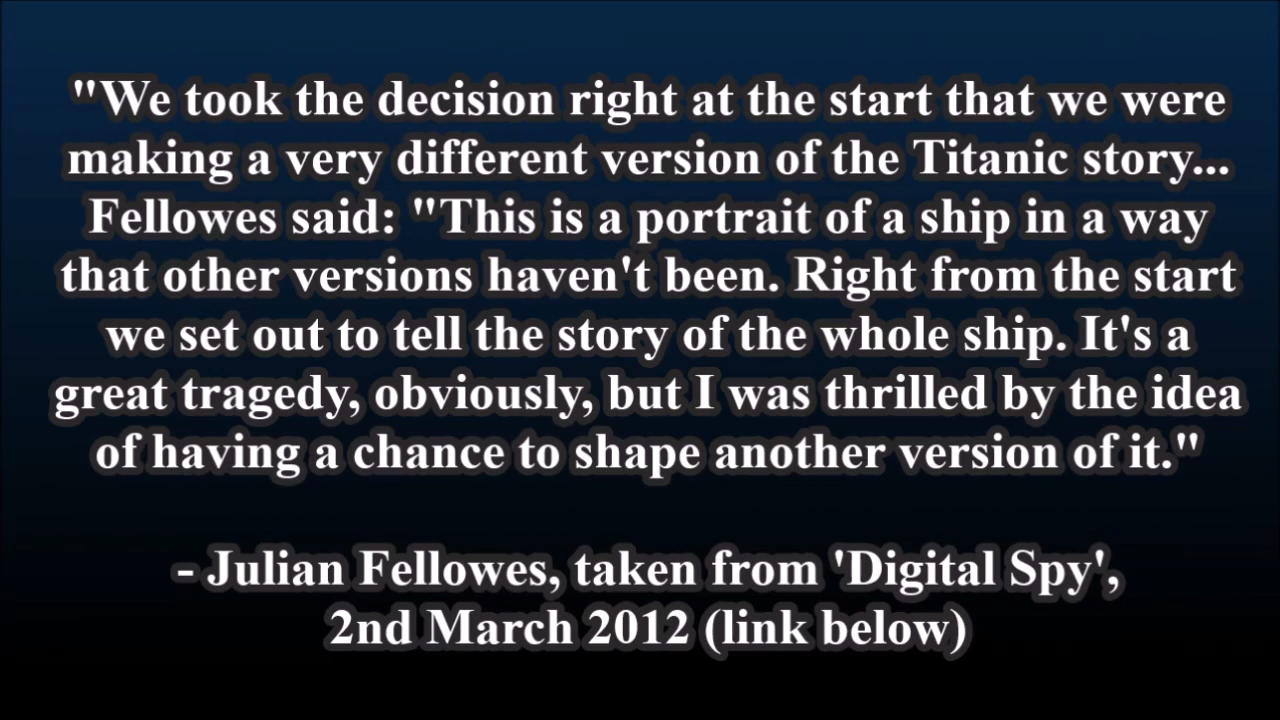 "We took the decision right at the start that we were
making a very different version of the Titanic story...
Fellowes said: "This is a portrait of a ship in a way
that other versions haven't been. Right from the start
we set out to tell the story of the whole ship. It's a
great tragedy, obviously, but I was thrilled by the idea
of having a chance to shape another version of it."
- Julian Fellowes, taken from 'Digital Spy',
2nd March 2012 (link below)